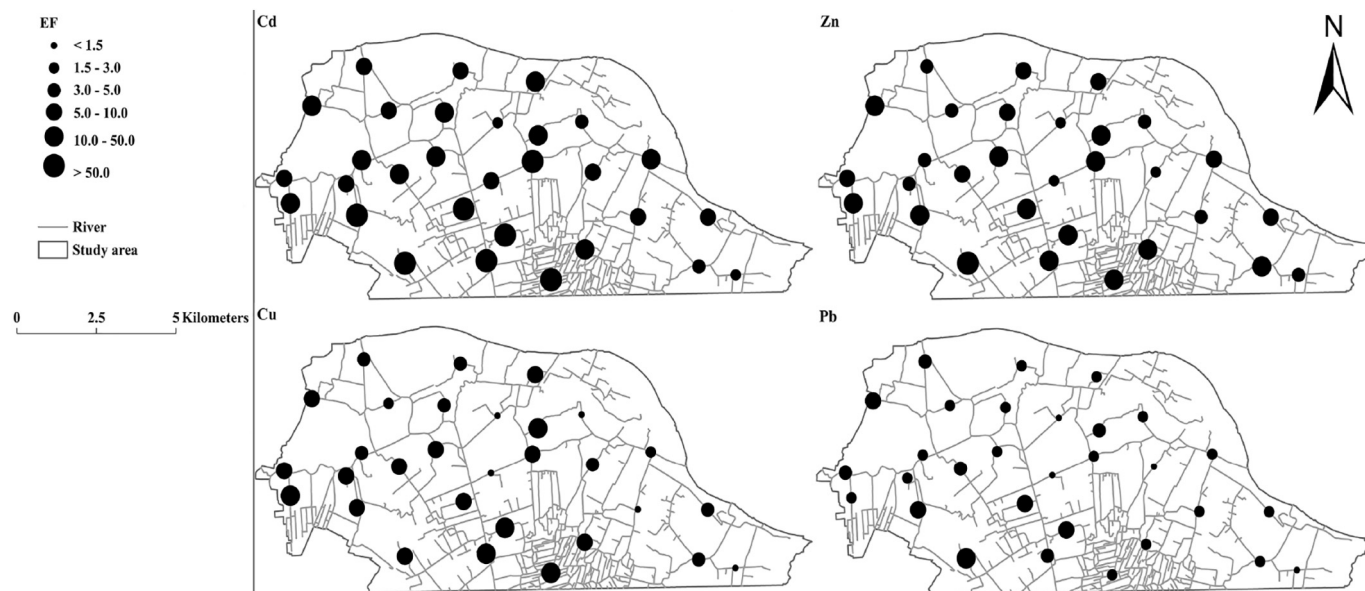 EF
< 1.5
1.5 - 3.0
3.0 - 5.0
5.0 - 10.0
10.0 - 50.0
> 50.0
River
Study area
0 2.5 5 Kilometers
Cd
Zn
N
Cu
Pb